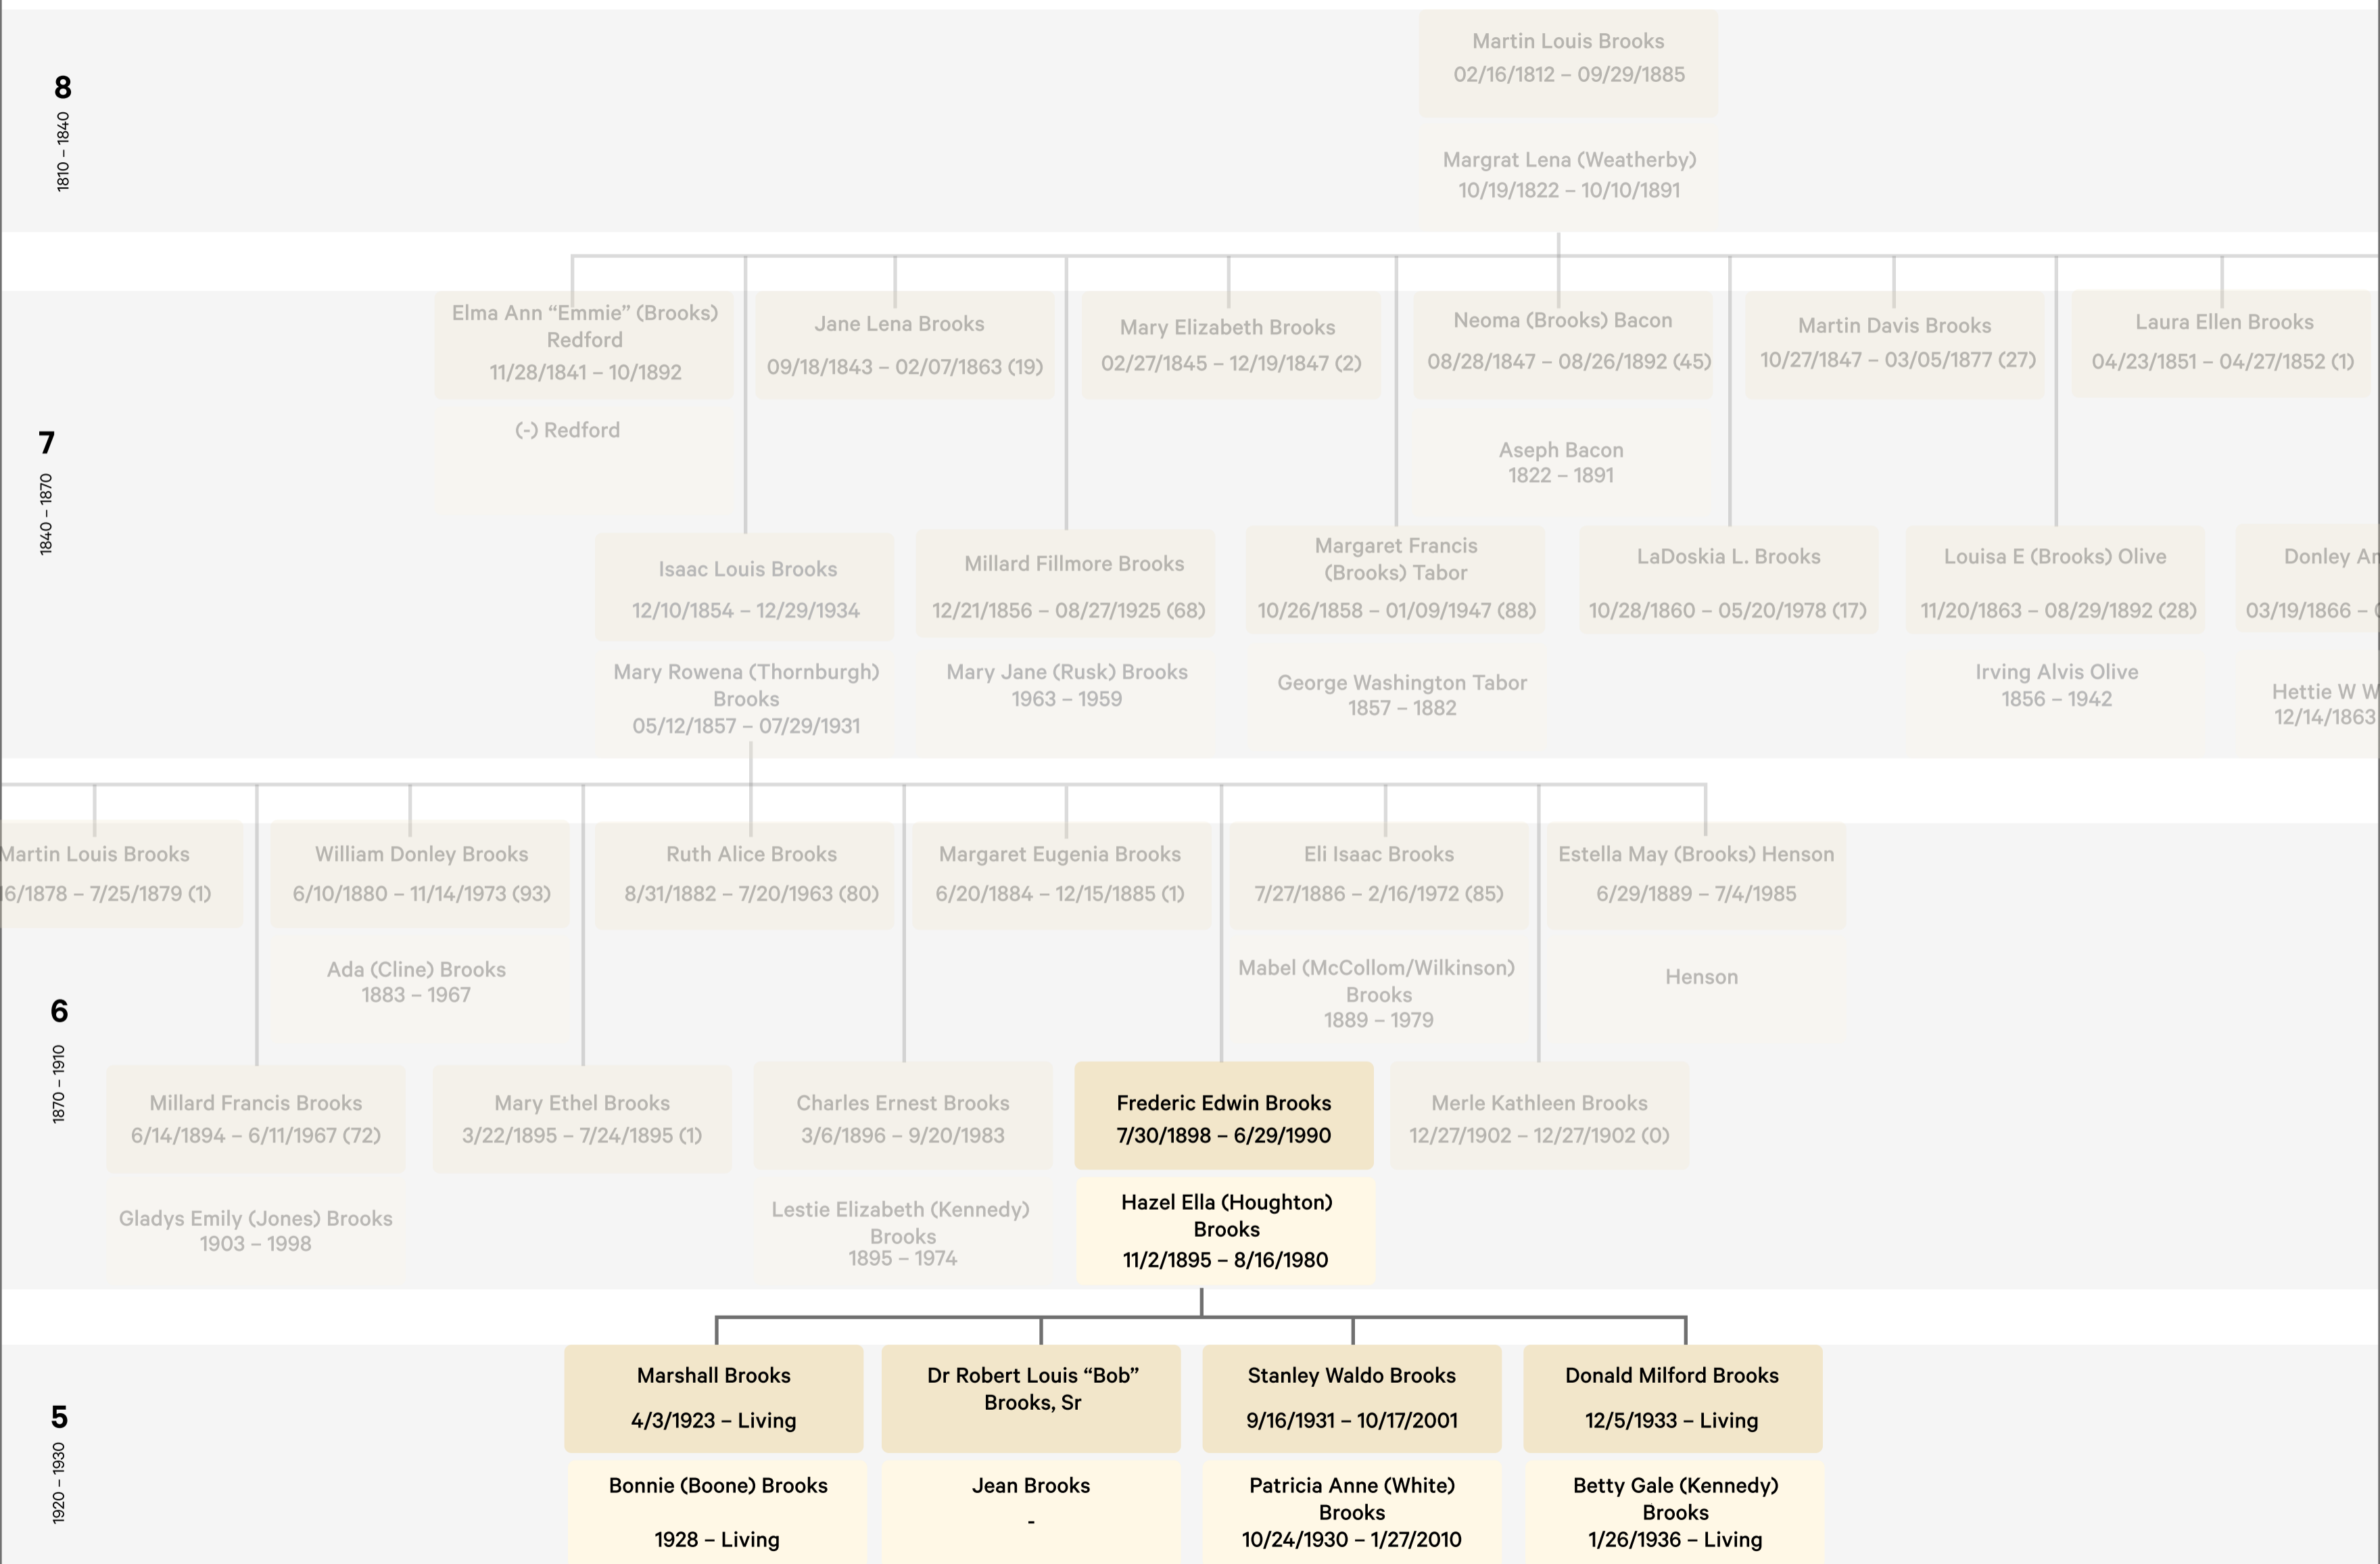 Martin Louis Brooks
02/16/1812 – 09/29/1885
8
1810 – 1840
Margrat Lena (Weatherby)
10/19/1822 – 10/10/1891
Elma Ann “Emmie” (Brooks)
Redford
11/28/1841 – 10/1892
(-) Redford
Jane Lena Brooks
09/18/1843 – 02/07/1863 (19)
Mary Elizabeth Brooks
02/27/1845 – 12/19/1847 (2)
Neoma (Brooks) Bacon
08/28/1847 – 08/26/1892 (45)
Aseph Bacon
1822 – 1891
Martin Davis Brooks
10/27/1847 – 03/05/1877 (27)
Laura Ellen Brooks
04/23/1851 – 04/27/1852 (1)
7
1840 – 1870
Isaac Louis Brooks
12/10/1854 – 12/29/1934
Mary Rowena (Thornburgh)
Brooks
05/12/1857 – 07/29/1931
Millard Fillmore Brooks
12/21/1856 – 08/27/1925 (68)
Mary Jane (Rusk) Brooks
1963 – 1959
Margaret Francis
(Brooks) Tabor
10/26/1858 – 01/09/1947 (88)
George Washington Tabor
1857 – 1882
LaDoskia L. Brooks
10/28/1860 – 05/20/1978 (17)
Louisa E (Brooks) Olive
11/20/1863 – 08/29/1892 (28)
Irving Alvis Olive
1856 – 1942
Donley
03/19/1866 –
Hettie W
12/14/1863
Martin Louis Brooks
16/1878 – 7/25/1879 (1)
William Donley Brooks
6/10/1880 – 11/14/1973 (93)
Ada (Cline) Brooks
1883 – 1967
Ruth Alice Brooks
8/31/1882 – 7/20/1963 (80)
Margaret Eugenia Brooks
6/20/1884 – 12/15/1885 (1)
Eli Isaac Brooks
7/27/1886 – 2/16/1972 (85)
Mabel (McCollom/Wilkinson)
Brooks
1889 – 1979
Estella May (Brooks) Henson
6/29/1889 – 7/4/1985
Henson
6
1870 – 1910
Millard Francis Brooks
6/14/1894 – 6/11/1967 (72)
Gladys Emily (Jones) Brooks
1903 – 1998
Mary Ethel Brooks
3/22/1895 – 7/24/1895 (1)
Charles Ernest Brooks
3/6/1896 – 9/20/1983
Lestie Elizabeth (Kennedy)
Brooks
1895 – 1974
Frederic Edwin Brooks
7/30/1898 – 6/29/1990
Hazel Ella (Houghton)
Brooks
11/2/1895 – 8/16/1980
Merle Kathleen Brooks
12/27/1902 – 12/27/1902 (0)
5
1920 – 1930
Marshall Brooks
4/3/1923 – Living
Bonnie (Boone) Brooks
1928 – Living
Dr Robert Louis “Bob”
Brooks, Sr
Jean Brooks
-
Stanley Waldo Brooks
9/16/1931 – 10/17/2001
Patricia Anne (White)
Brooks
10/24/1930 – 1/27/2010
Donald Milford Brooks
12/5/1933 – Living
Betty Gale (Kennedy)
Brooks
1/26/1936 – Living